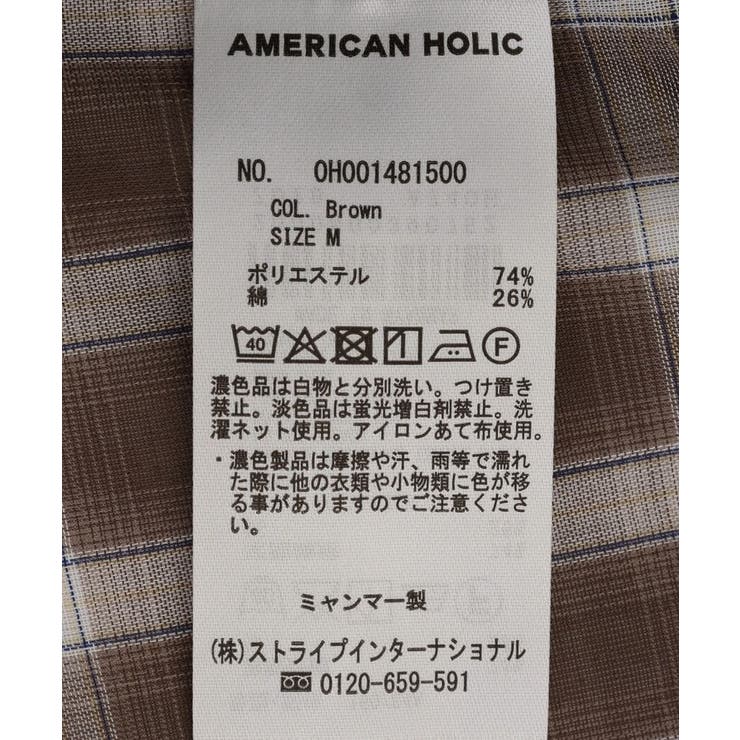 AMERICAN HOLIC
NO. 0H001481500
COL. Brown
SIZE M
ポリエステル 74%
綿 26%
40 F
濃色品は白物と分別洗い。つけ置き
禁止。淡色品は蛍光増白剤禁止。洗
濯ネット使用。アイロンあて布使用。
・濃色製品は摩擦や汗、雨等で濡れ
た際に他の衣類や小物類に色が移
る事がありますのでご注意くださ
い。
ミャンマー製
(株)ストライプインターナショナル
0120-659-591